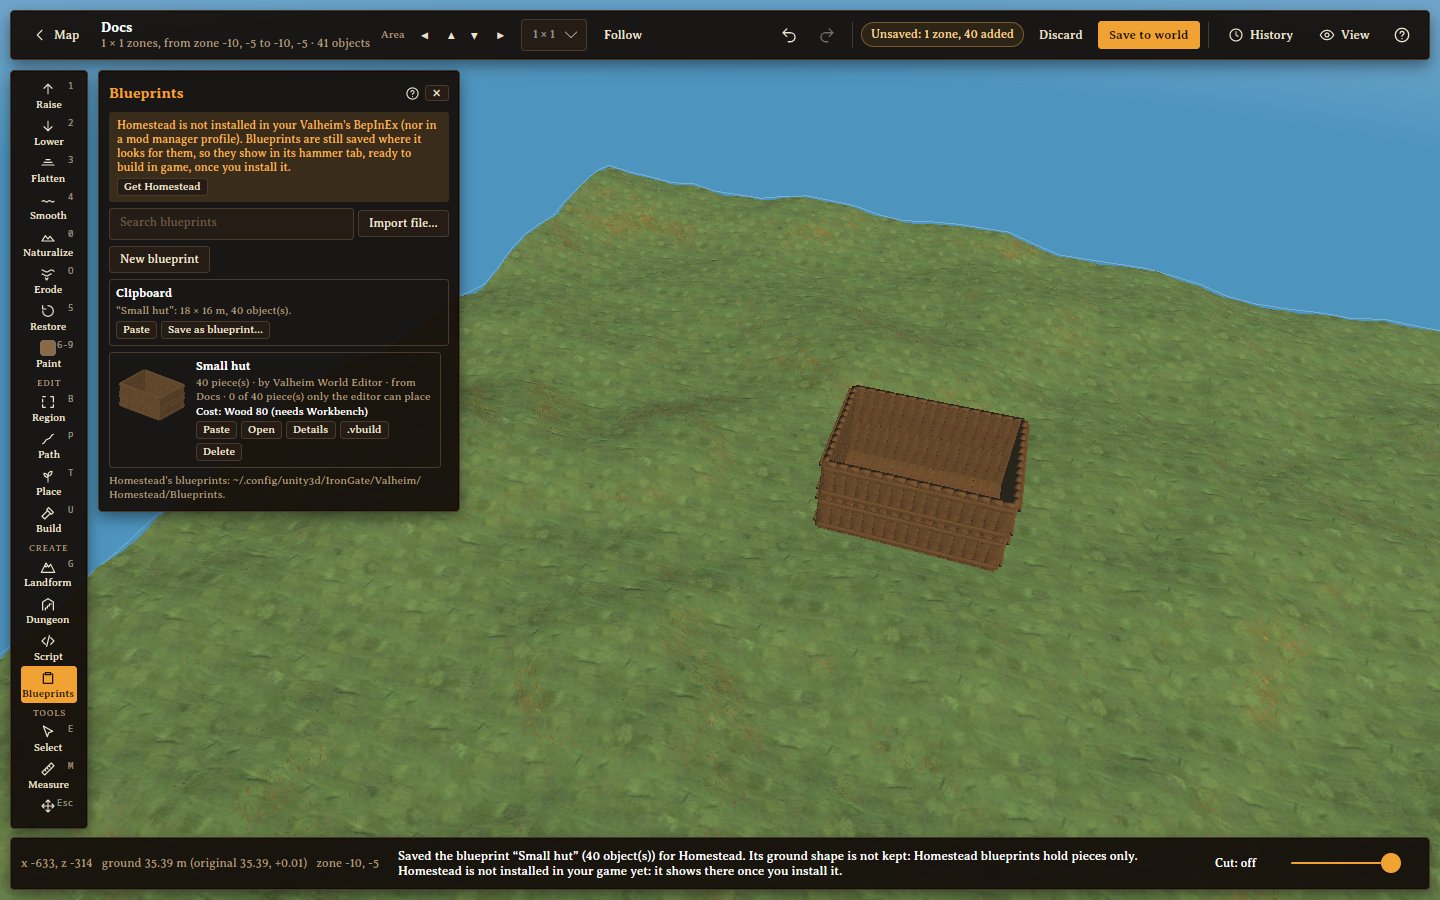 Map
Docs
1 × 1 zones, from zone -10, -5 to -10, -5 · 41 objects
Area
1 × 1
Follow
Unsaved: 1 zone, 40 added
Discard
Save to world
History
View
1
Raise
2
Lower
3
Flatten
4
Smooth
0
Naturalize
O
Erode
5
Restore
6-9
Paint
EDIT
B
Region
P
Path
T
Place
U
Build
CREATE
G
Landform
Dungeon
Script
Blueprints
TOOLS
E
Select
M
Measure
Esc
Blueprints
Homestead is not installed in your Valheim's BepInEx (nor in
a mod manager profile). Blueprints are still saved where it
looks for them, so they show in its hammer tab, ready to
build in game, once you install it.
Get Homestead
Search blueprints
Import file...
New blueprint
Clipboard
“Small hut”: 18 × 16 m, 40 object(s).
Paste
Save as blueprint...
Small hut
40 piece(s) · by Valheim World Editor · from
Docs · 0 of 40 piece(s) only the editor can place
Cost: Wood 80 (needs Workbench)
Paste
Open
Details
.vbuild
Delete
Homestead's blueprints: ~/.config/unity3d/IronGate/Valheim/
Homestead/Blueprints.
x -633, z -314
ground 35.39 m (original 35.39, +0.01)
zone -10, -5
Saved the blueprint “Small hut” (40 object(s)) for Homestead. Its ground shape is not kept: Homestead blueprints hold pieces only.
Homestead is not installed in your game yet: it shows there once you install it.
Cut: off